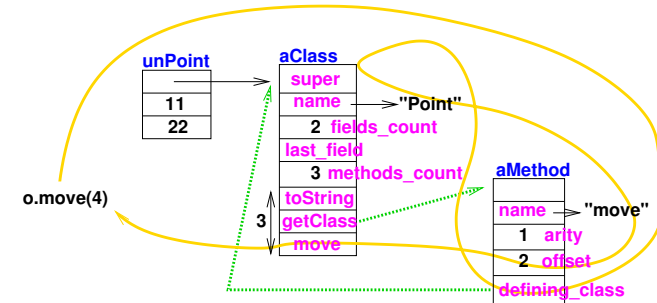 unPoint
11
22
aClass
super
name
"Point"
2 fields_count
last_field
3 methods_count
toString
getClass
move
3
o.move(4)
aMethod
name
"move"
1 arity
2 offset
defining_class